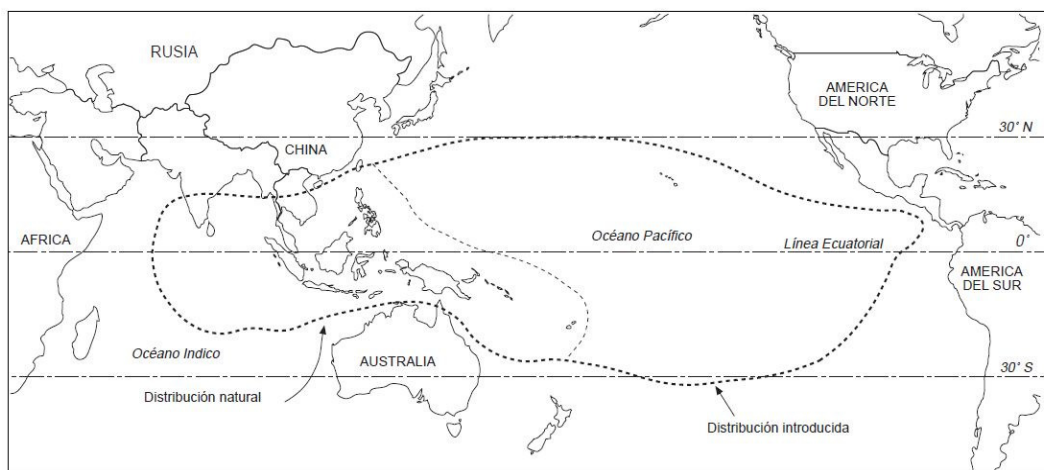 RUSIA
AMERICA
DEL NORTE
30° N
CHINA
Océano Pacífico
Línea Ecuatorial
AFRICA
0°
AMERICA
DEL SUR
Océano Indico
AUSTRALIA
30° S
Distribución natural
Distribución introducida